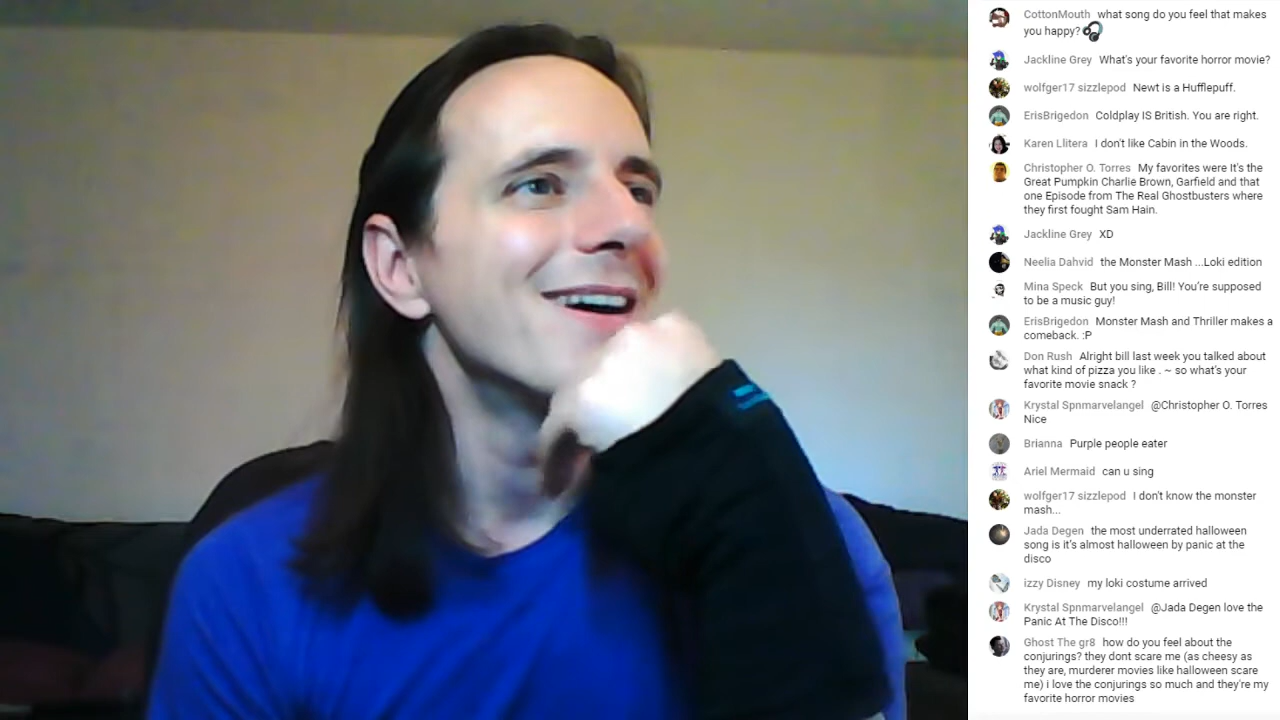 CottonMouth what song do you feel that makes
you happy?
Jackline Grey What's your favorite horror movie?
wolfger17 sizzlepod Newt is a Hufflepuff.
ErisBrigedon Coldplay IS British. You are right.
Karen Llitera I don't like Cabin in the Woods.
Christopher O. Torres My favorites were It's the
Great Pumpkin Charlie Brown, Garfield and that
one Episode from The Real Ghostbusters where
they first fought Sam Hain.
Jackline Grey XD
Neelia Dahvid the Monster Mash ...Loki edition
Mina Speck But you sing, Bill! You're supposed
to be a music guy!
ErisBrigedon Monster Mash and Thriller makes a
comeback. :P
Don Rush Alright bill last week you talked about
what kind of pizza you like . ~ so what's your
favorite movie snack ?
Krystal Spnmarvelangel @Christopher O. Torres
Nice
Brianna Purple people eater
Ariel Mermaid can u sing
wolfger17 sizzlepod I don't know the monster
mash...
Jada Degen the most underrated halloween
song is it's almost halloween by panic at the
disco
izzy Disney my loki costume arrived
Krystal Spnmarvelangel @Jada Degen love the
Panic At The Disco!!!
Ghost The gr8 how do you feel about the
conjurings? they dont scare me (as cheesy as
they are, murderer movies like halloween scare
me) i love the conjurings so much and they're my
favorite horror movies